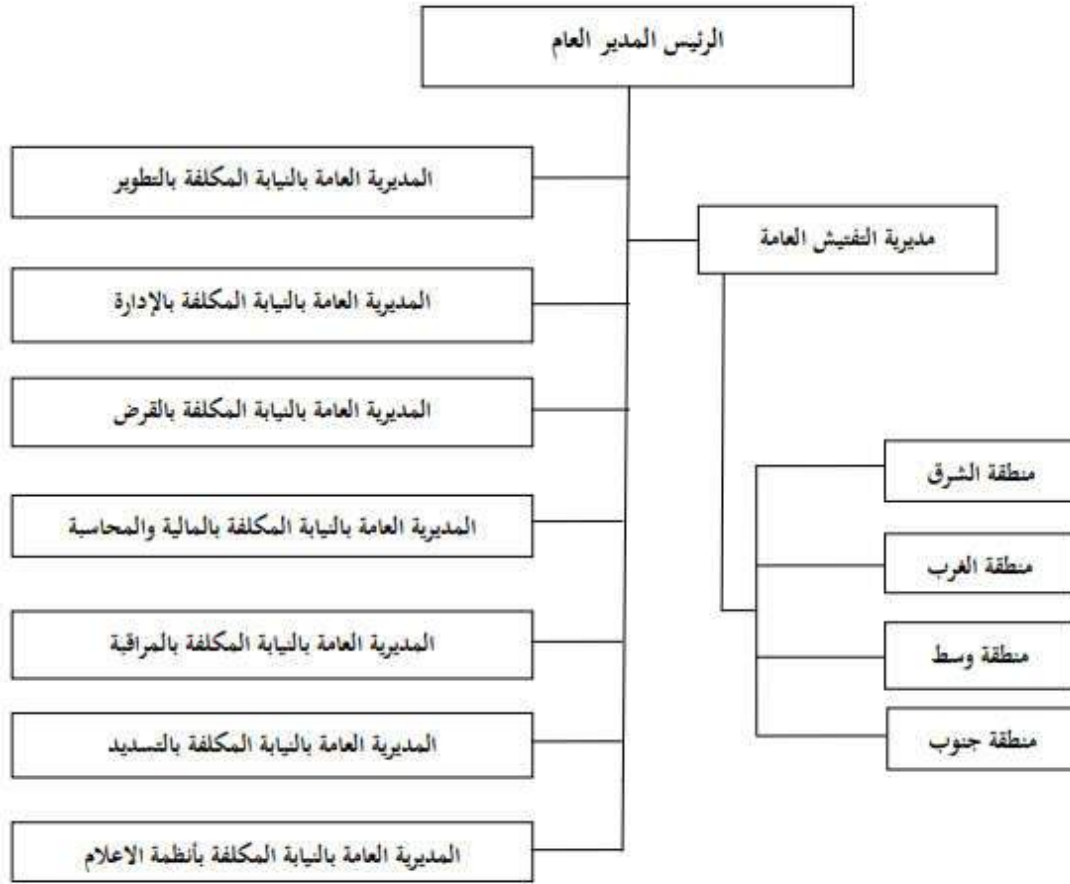 الرئيس المدير العام
مديرية التفتيش العامة
منطقة الشرق
منطقة الغرب
منطقة وسط
منطقة جنوب
المديرية العامة بالنيابة المكلفة بالتطوير
المديرية العامة بالنيابة المكلفة بالإدارة
المديرية العامة بالنيابة المكلفة بالقرض
المديرية العامة بالنيابة المكلفة بالمالية والمحاسبة
المديرية العامة بالنيابة المكلفة بالمراقبة
المديرية العامة بالنيابة المكلفة بالتسديد
المديرية العامة بالنيابة المكلفة بأنظمة الاعلام